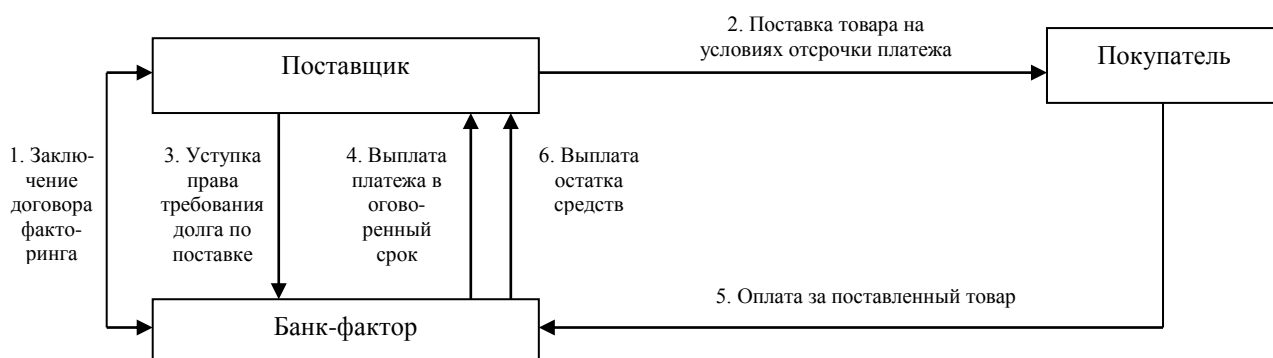 2. Поставка товара на
условиях отсрочки платежа
Поставщик
Покупатель
1. Заклю-
чение
договора
факто-
ринга
3. Уступка
права
требования
долга по
поставке
4. Выплата
платежа в
огово-
ренный
срок
6. Выплата
остатка
средств
5. Оплата за поставленный товар
Банк-фактор